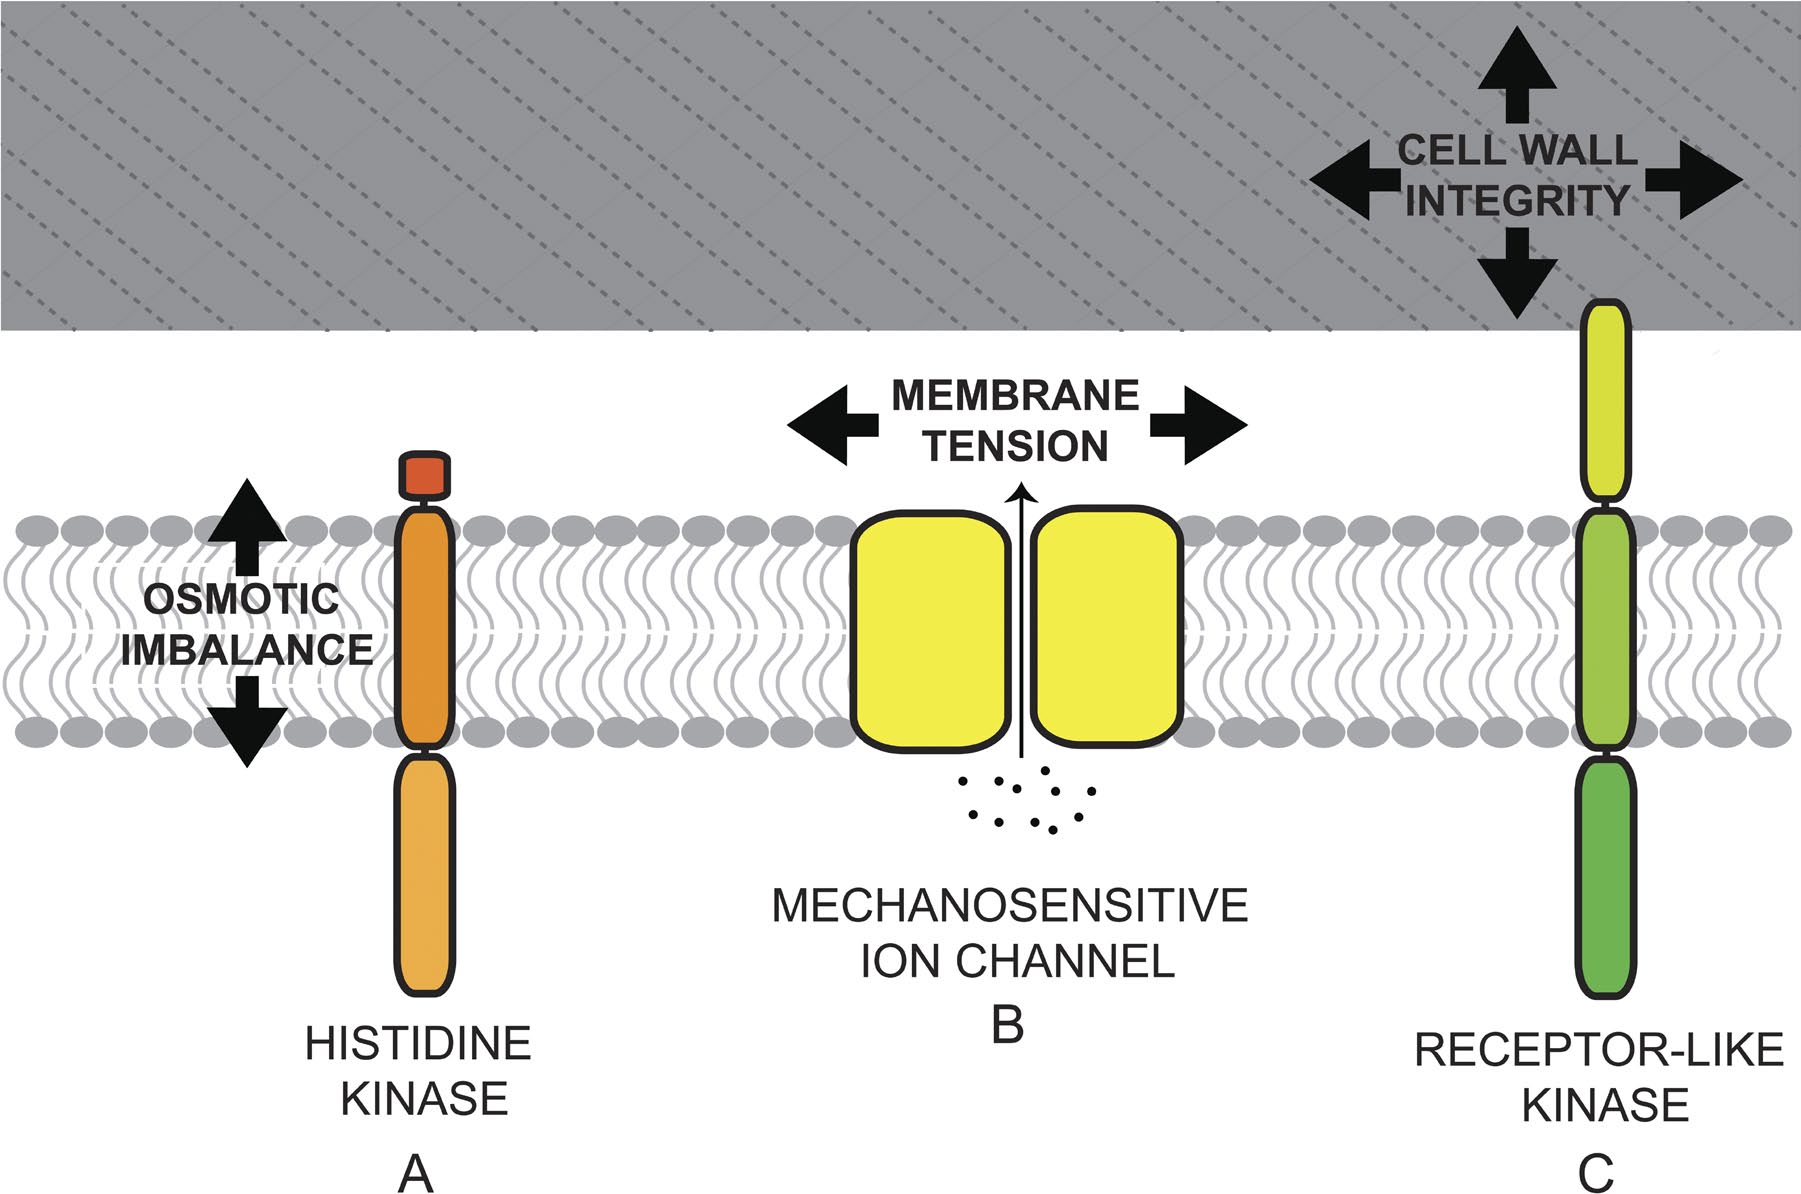 CELL WALL
INTEGRITY
MEMBRANE
TENSION
OSMOTIC
IMBALANCE
MECHANOSENSITIVE
ION CHANNEL
B
HISTIDINE
KINASE
A
RECEPTOR-LIKE
KINASE
C